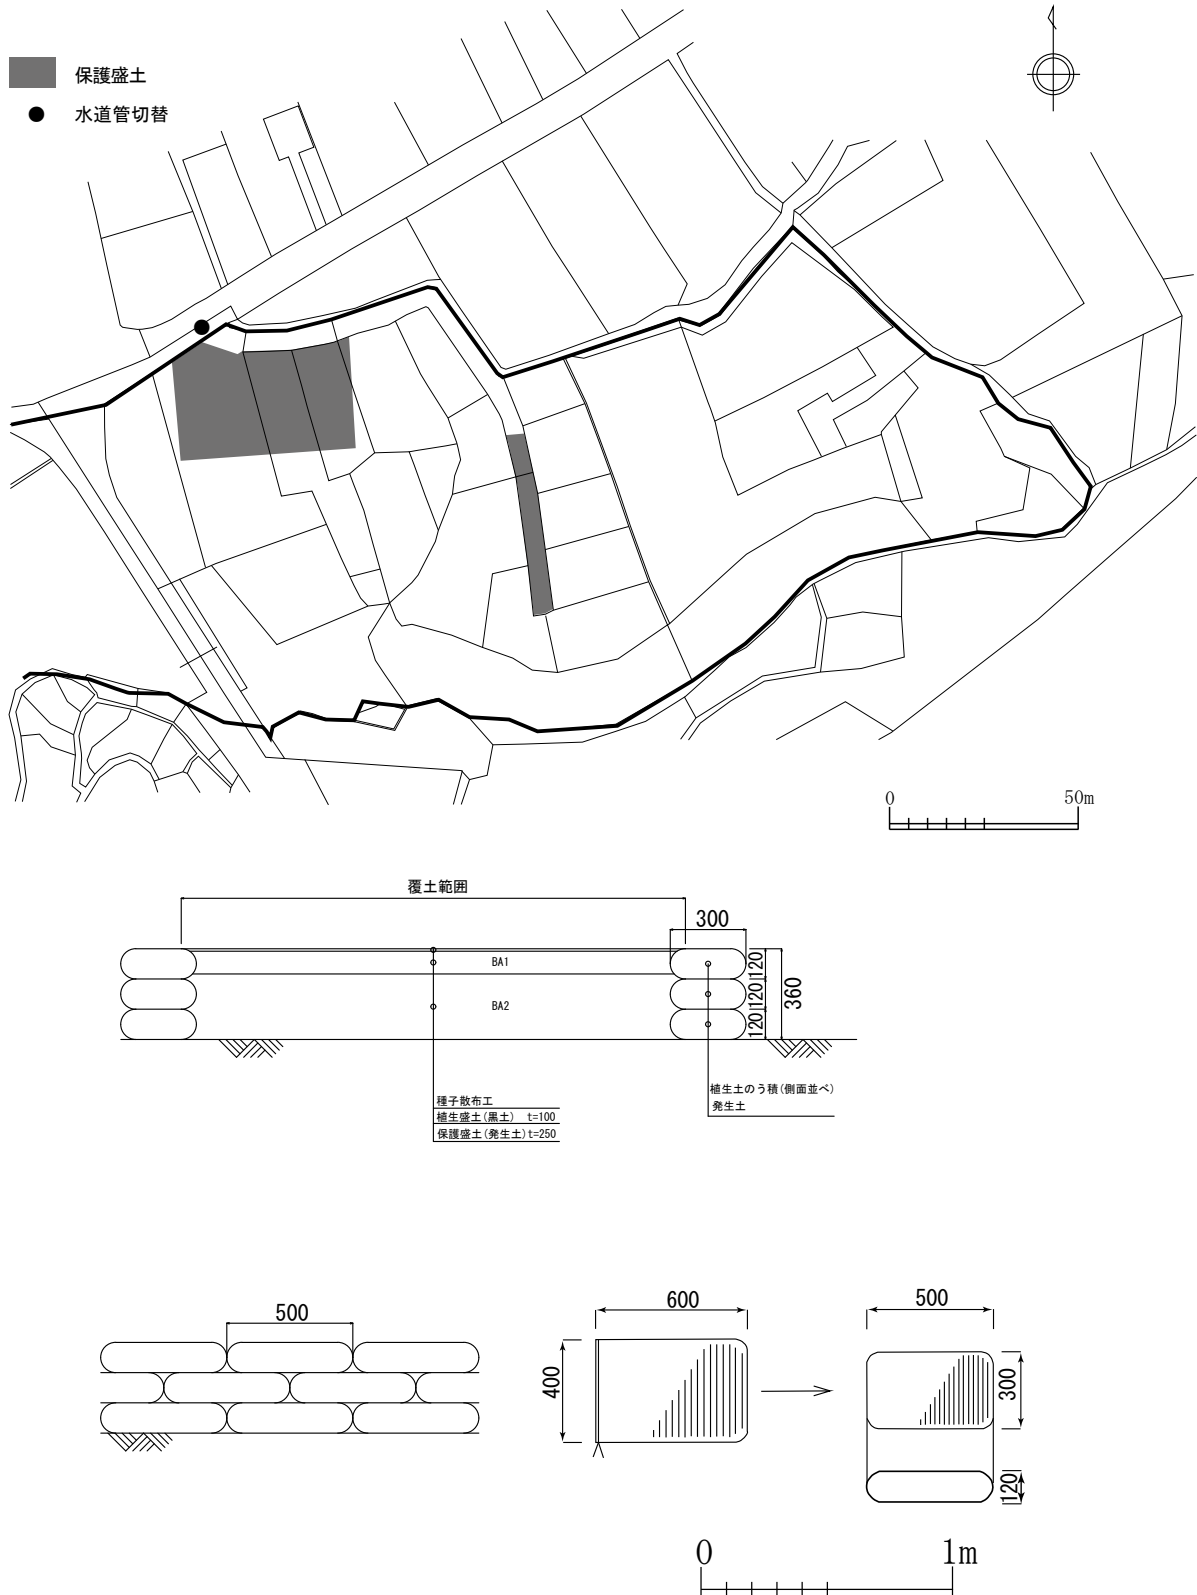 保護盛土
水道管切替
0 50m
覆土範囲
300
BA1
BA2
120
120
120
360
種子散布工
植生盛土(黒土) t=100
保護盛土(発生土)t=250
植生土のう積(側面並べ)
発生土
500
600
400
500
300
120
0 1m